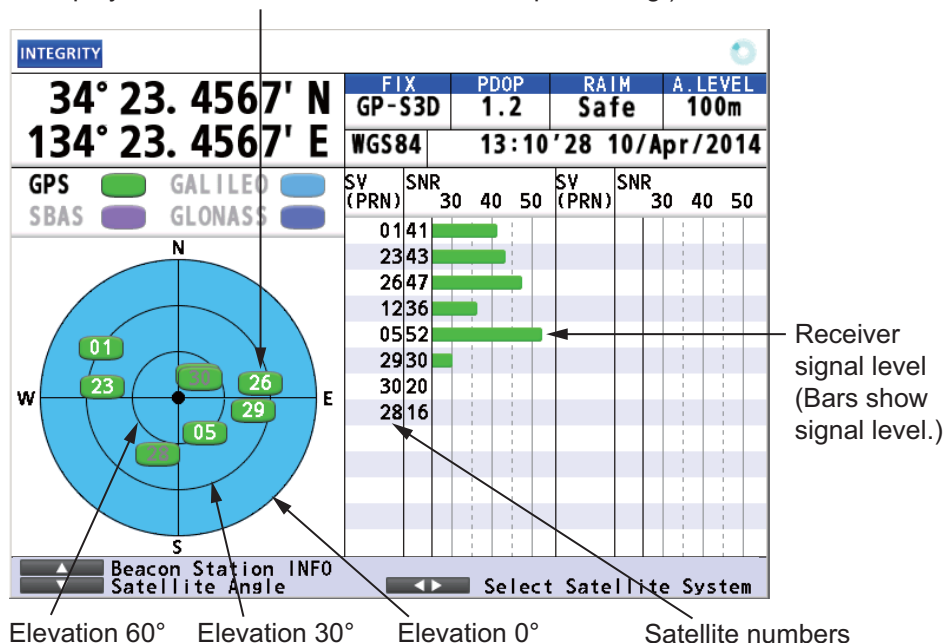 INTEGRITY
34° 23. 4567' N
134° 23. 4567' E
FIX PDOP RAIM A.LEVEL
GP-S3D 1.2 Safe 100m
WGS84 13:10'28 10/Apr/2014
GPS GALILEO
SBAS GLONASS
SV (PRN) SNR 30 40 50 SV (PRN) SNR 30 40 50
01 41
23 43
26 47
12 36
05 52
29 30
30 20
28 16
N
01
23
30
26
29
05
28
W
E
S
Receiver
signal level
(Bars show
signal level.)
Beacon Station INFO
Satellite Angle
Select Satellite System
Elevation 60° Elevation 30° Elevation 0° Satellite numbers